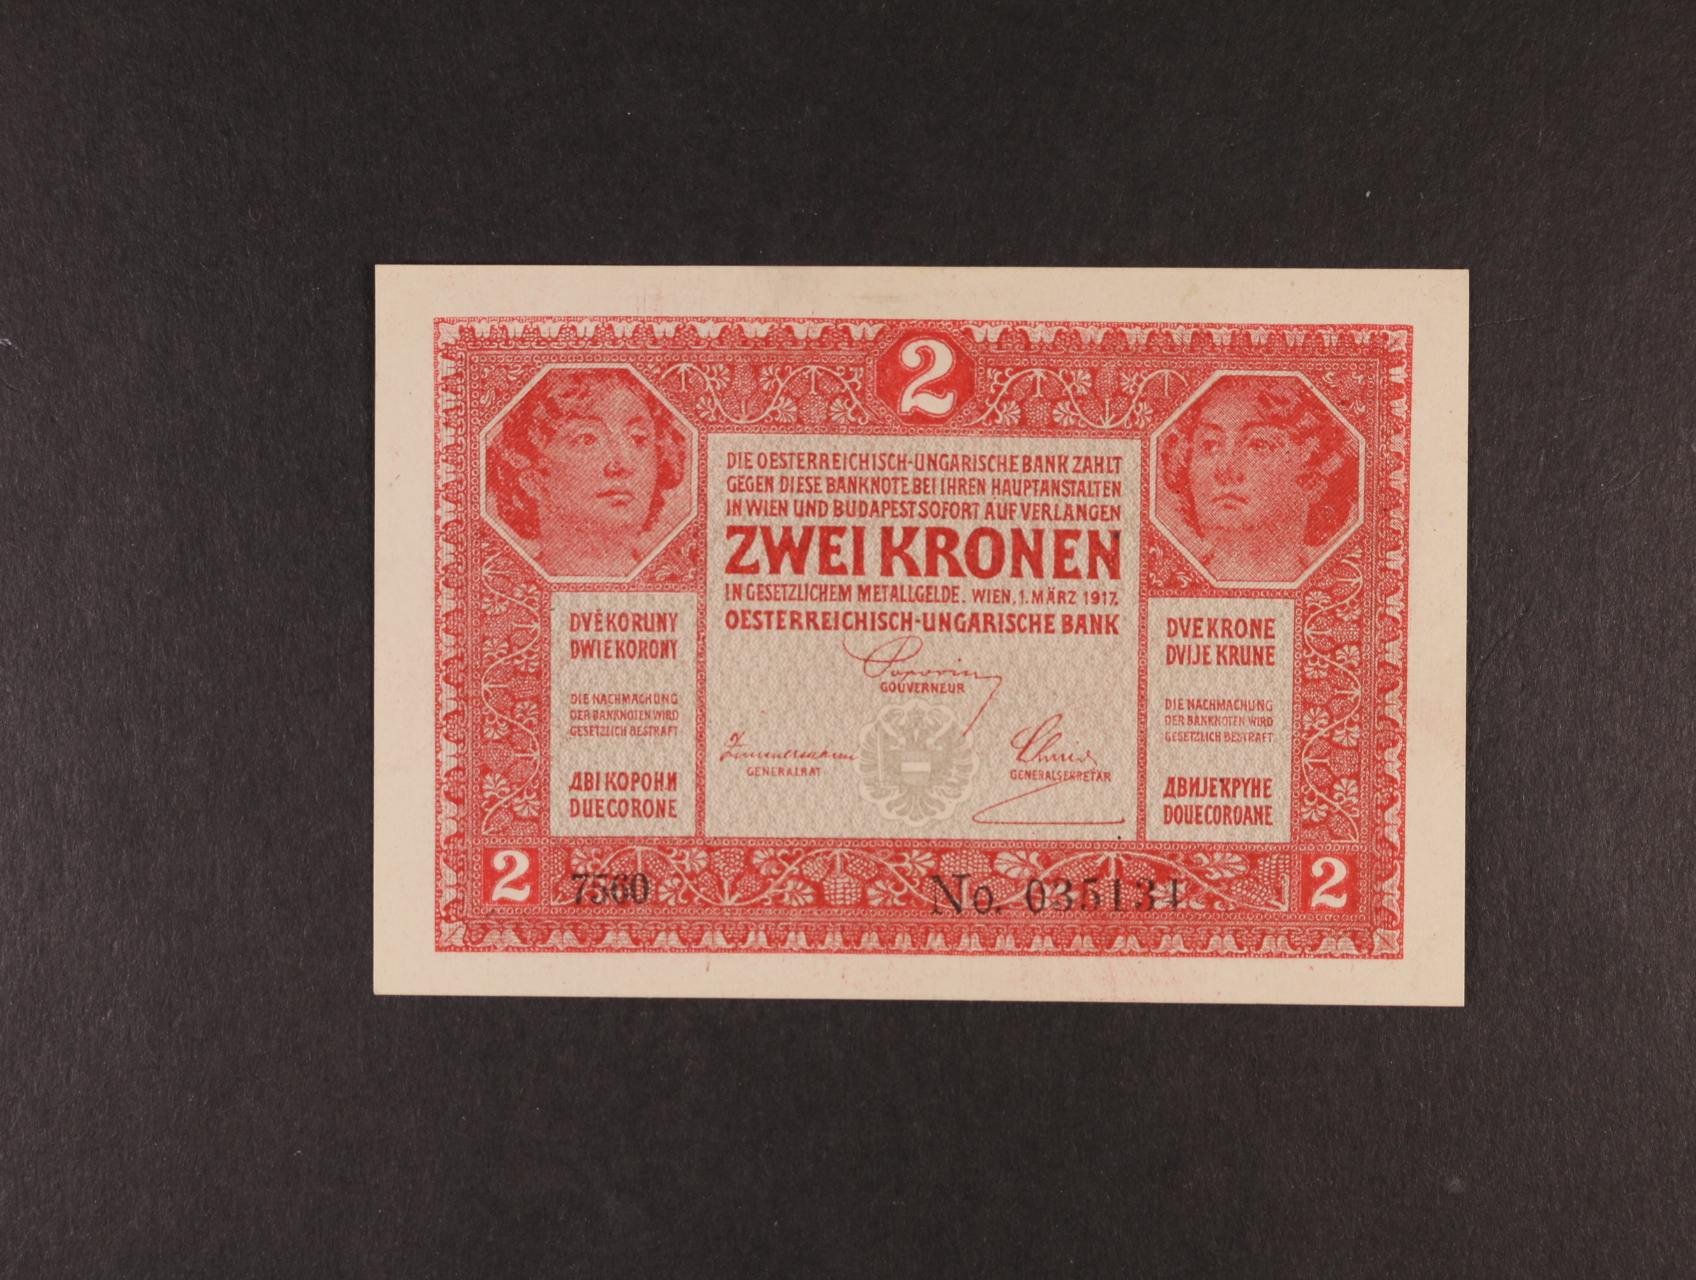 2
DIE OESTERREICHISCH-UNGARISCHE BANK ZAHLT
GEGEN DIESE BANKNOTE BEI IHREN HAUPTANSTALTEN
IN WIEN UND BUDAPEST SOFORT AUF VERLANGEN
ZWEI KRONEN
IN GESETZLICHEM METALLGELDE. WIEN, 1. MÄRZ 1917.
OESTERREICHISCH-UNGARISCHE BANK
GOUVERNEUR
GENERALRAT
GENERALSEKRETÄR
DVĚ KORUNY
DWIE KORONY
DIE NACHMACHUNG
DER BANKNOTEN WIRD
GESETZLICH BESTRAFT
ДВІ КОРОНИ
DUE CORONE
DVE KRONE
DVIJE KRUNE
DIE NACHMACHUNG
DER BANKNOTEN WIRD
GESETZLICH BESTRAFT.
ДВИЈЕ КРУНЕ
DOUE COROANE
2
7560
No. 035134
2